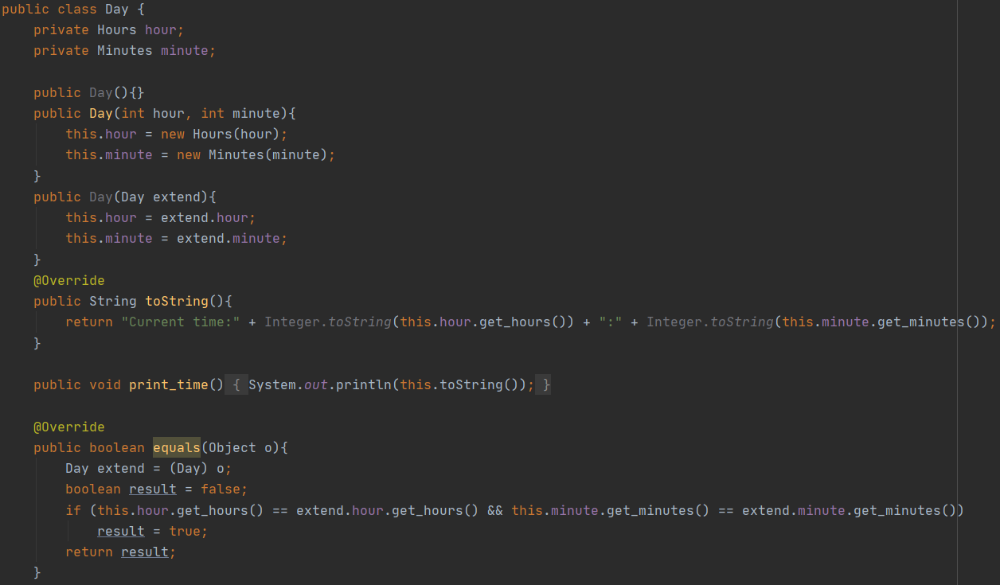 public class Day {
    private Hours hour;
    private Minutes minute;

    public Day(){}
    public Day(int hour, int minute){
        this.hour = new Hours(hour);
        this.minute = new Minutes(minute);
    }
    public Day(Day extend){
        this.hour = extend.hour;
        this.minute = extend.minute;
    }
    @Override
    public String toString(){
        return "Current time:" + Integer.toString(this.hour.get_hours()) + ":" + Integer.toString(this.minute.get_minutes());
    }

    public void print_time() { System.out.println(this.toString()); }

    @Override
    public boolean equals(Object o){
        Day extend = (Day) o;
        boolean result = false;
        if (this.hour.get_hours() == extend.hour.get_hours() && this.minute.get_minutes() == extend.minute.get_minutes())
            result = true;
        return result;
    }